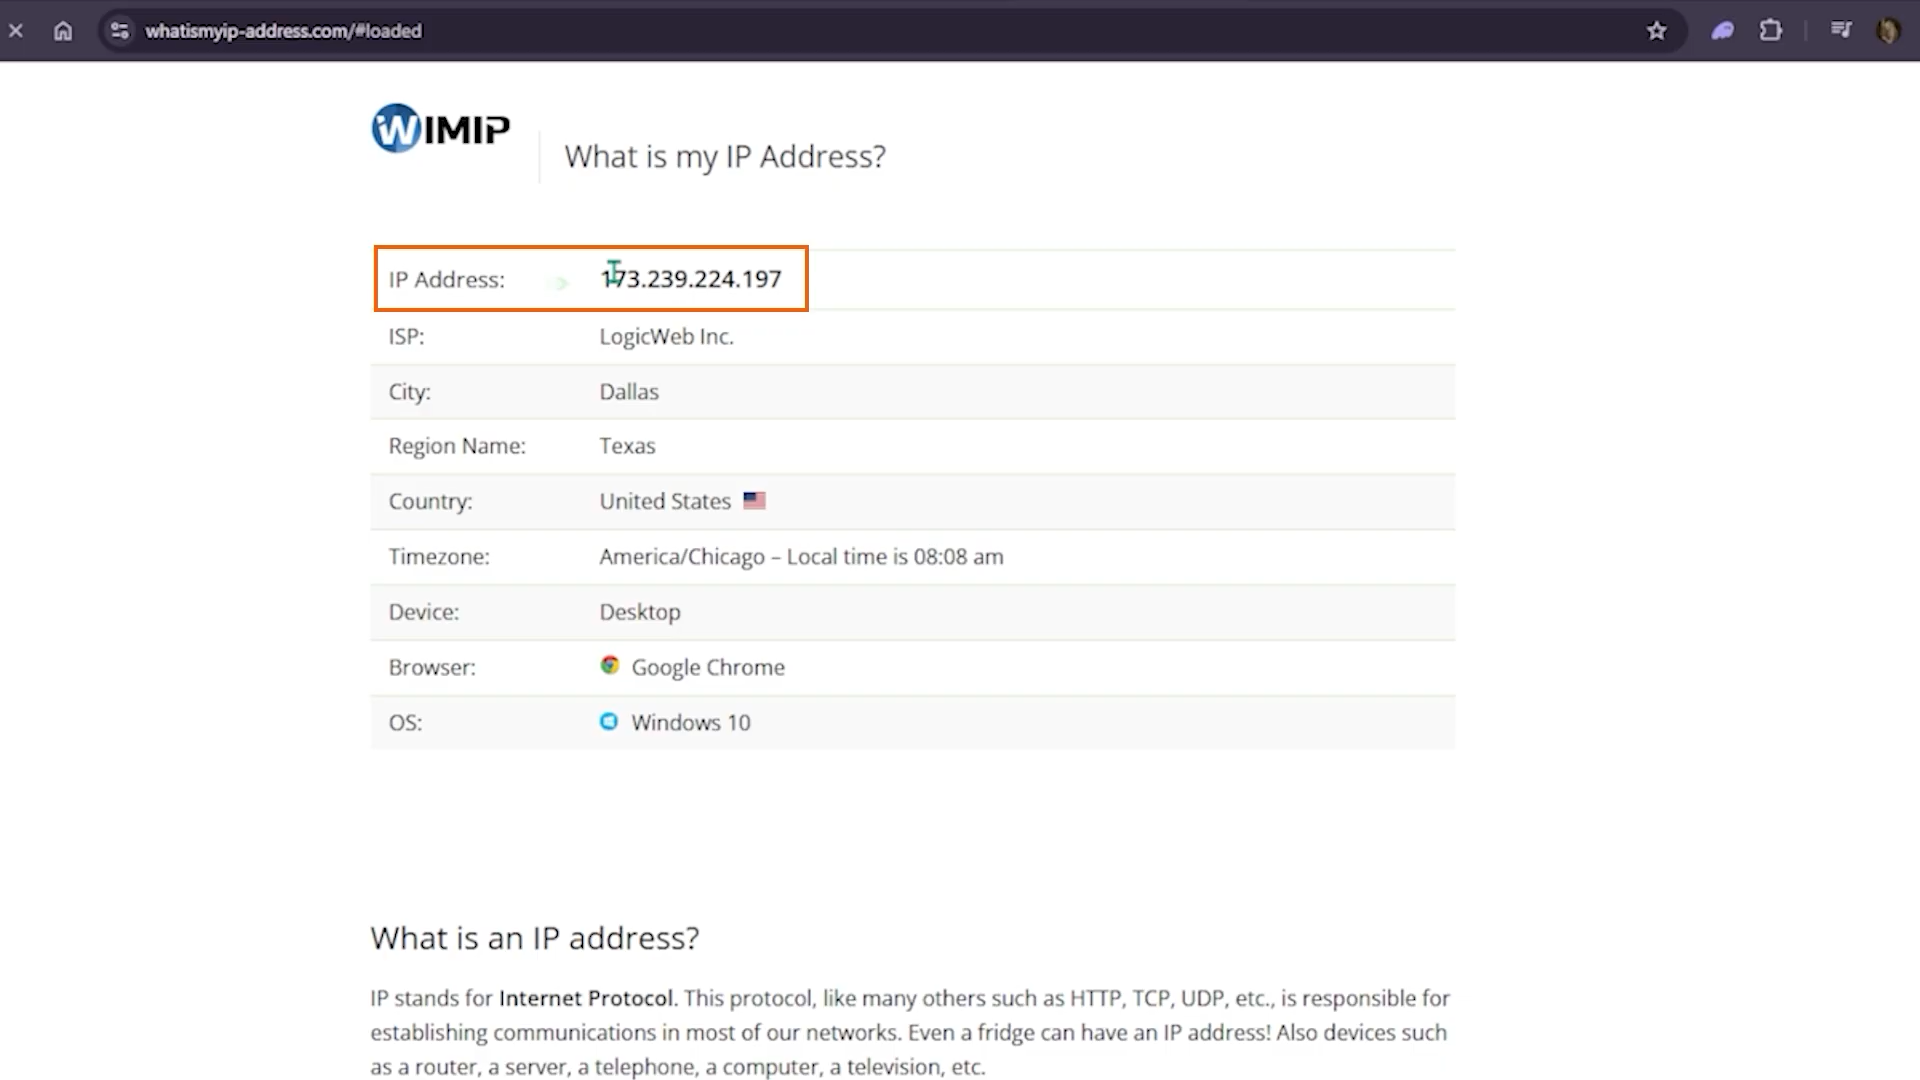 whatismyip-address.com/#loaded
WIMIP
What is my IP Address?
IP Address: 173.239.224.197
ISP: LogicWeb Inc.
City: Dallas
Region Name: Texas
Country: United States
Timezone: America/Chicago – Local time is 08:08 am
Device: Desktop
Browser: Google Chrome
OS: Windows 10
What is an IP address?
IP stands for Internet Protocol. This protocol, like many others such as HTTP, TCP, UDP, etc., is responsible for
establishing communications in most of our networks. Even a fridge can have an IP address! Also devices such
as a router, a server, a telephone, a computer, a television, etc.